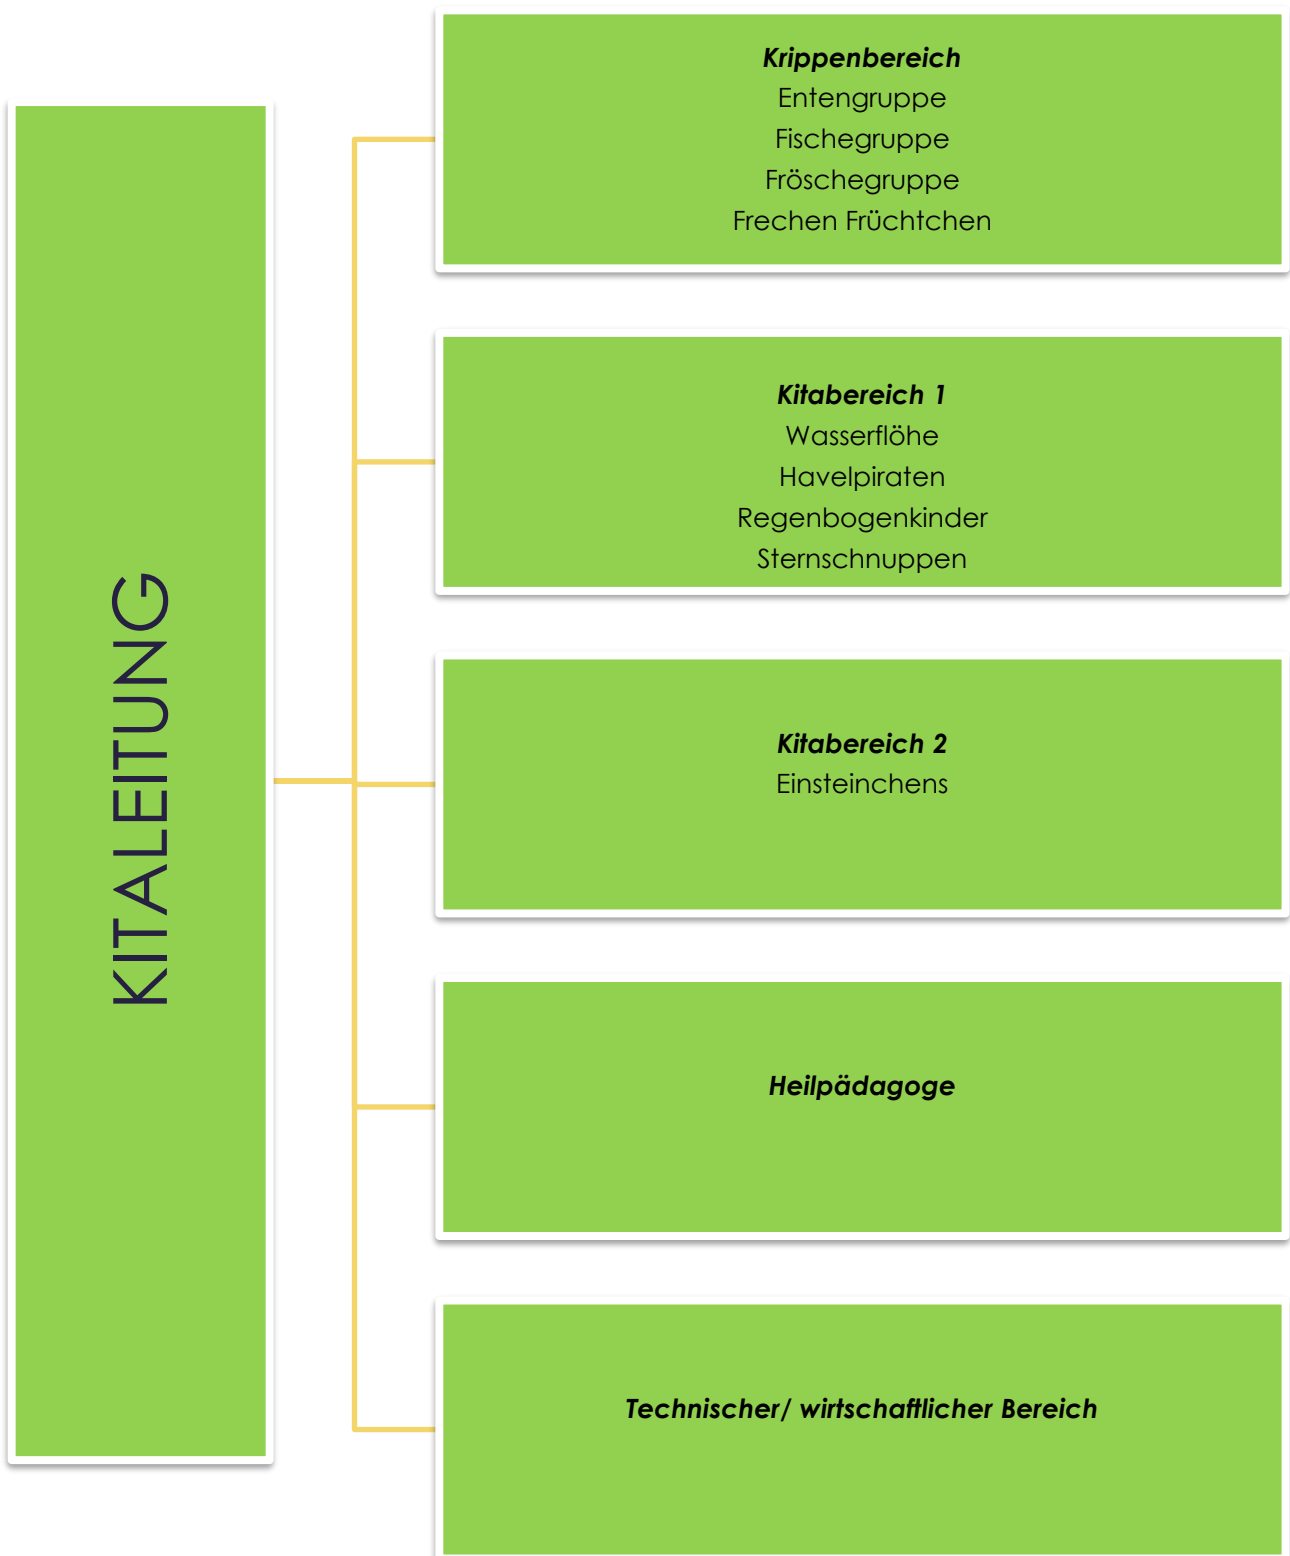 KITALEITUNG
Krippenbereich
Entengruppe
Fischegruppe
Fröschegruppe
Frechen Früchtchen
Kitabereich 1
Wasserflöhe
Havelpiraten
Regenbogenkinder
Sternschnuppen
Kitabereich 2
Einsteinchens
Heilpädagoge
Technischer/ wirtschaftlicher Bereich